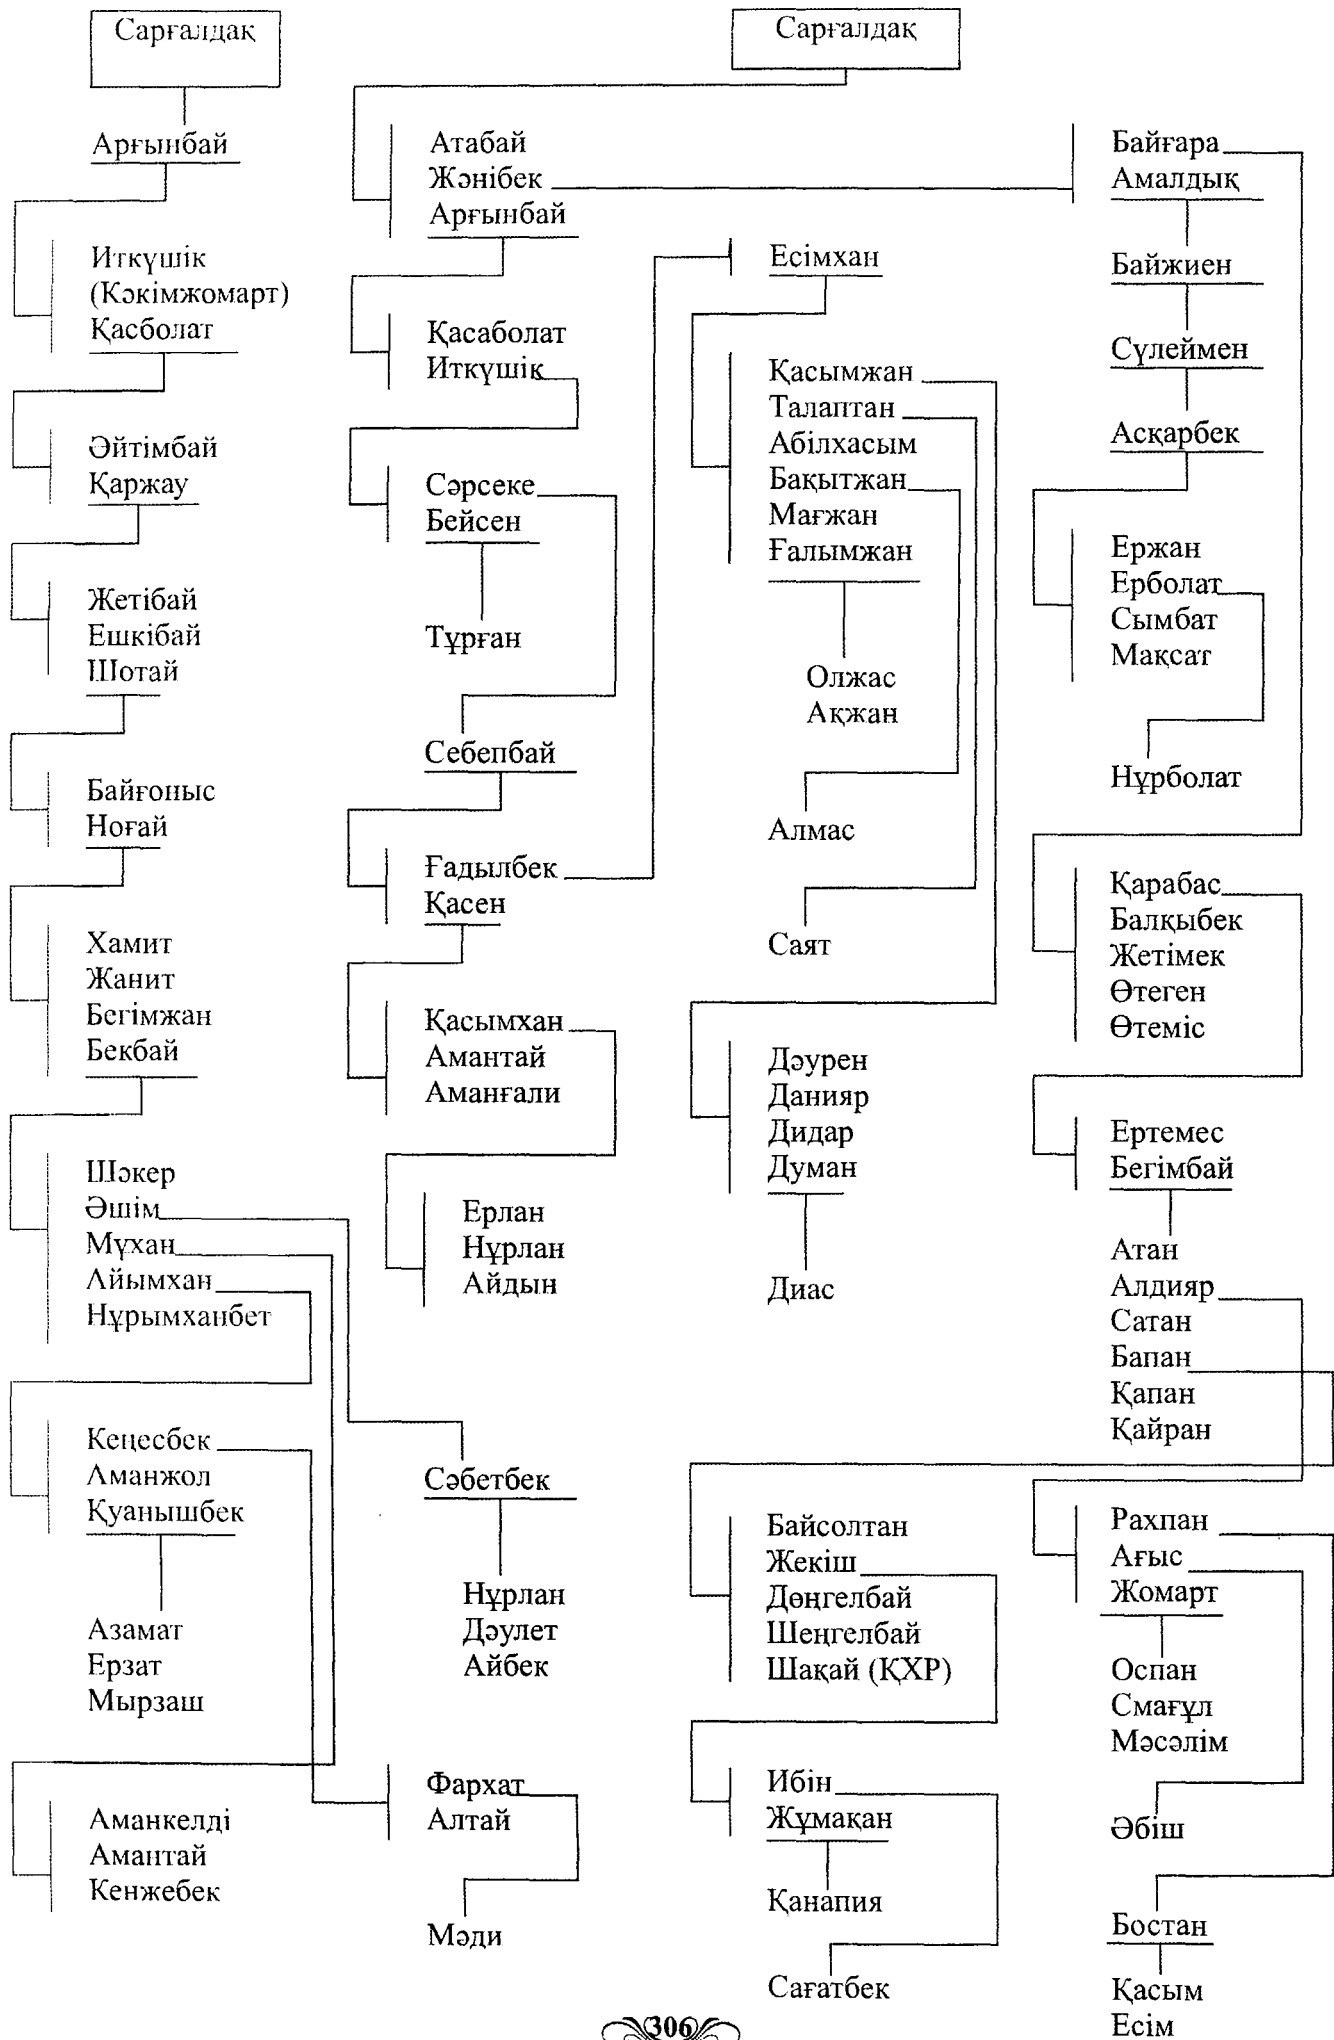 Сарғалдақ
Арғынбай
Иткүшік
(Кәкімжомарт)
Қасболат
Әйтімбай
Қаржау
Жетібай
Ешкібай
Шотай
Байғоныс
Ноғай
Хамит
Жанит
Бегімжан
Бекбай
Шәкер
Әшім
Мұхан
Айымхан
Нұрымханбет
Кеңесбек
Аманжол
Қуанышбек
Азамат
Ерзат
Мырзаш
Аманкелді
Амантай
Кенжебек
Сарғалдақ
Атабай
Жәнібек
Арғынбай
Қасаболат
Иткүшік
Сәрсеке
Бейсен
Тұрған
Себепбай
Ғадылбек
Қасен
Қасымхан
Амантай
Аманғали
Ерлан
Нұрлан
Айдын
Сәбетбек
Нұрлан
Дәулет
Айбек
Фархат
Алтай
Мәди
Есімхан
Қасымжан
Талаптан
Абілхасым
Бақытжан
Мағжан
Ғалымжан
Олжас
Ақжан
Алмас
Саят
Дәурен
Данияр
Дидар
Думан
Диас
Байсолтан
Жекіш
Дөңгелбай
Шеңгелбай
Шақай (ҚХР)
Ибін
Жұмақан
Қанапия
Сағатбек
Байғара
Амалдық
Байжиен
Сүлеймен
Асқарбек
Ержан
Ерболат
Сымбат
Мақсат
Нұрболат
Қарабас
Балқыбек
Жетімек
Өтеген
Өтеміс
Ертемес
Бегімбай
Атан
Алдияр
Сатан
Бапан
Қапан
Қайран
Рахпан
Ағыс
Жомарт
Оспан
Смағұл
Мәсәлім
Әбіш
Бостан
Қасым
Есім
306